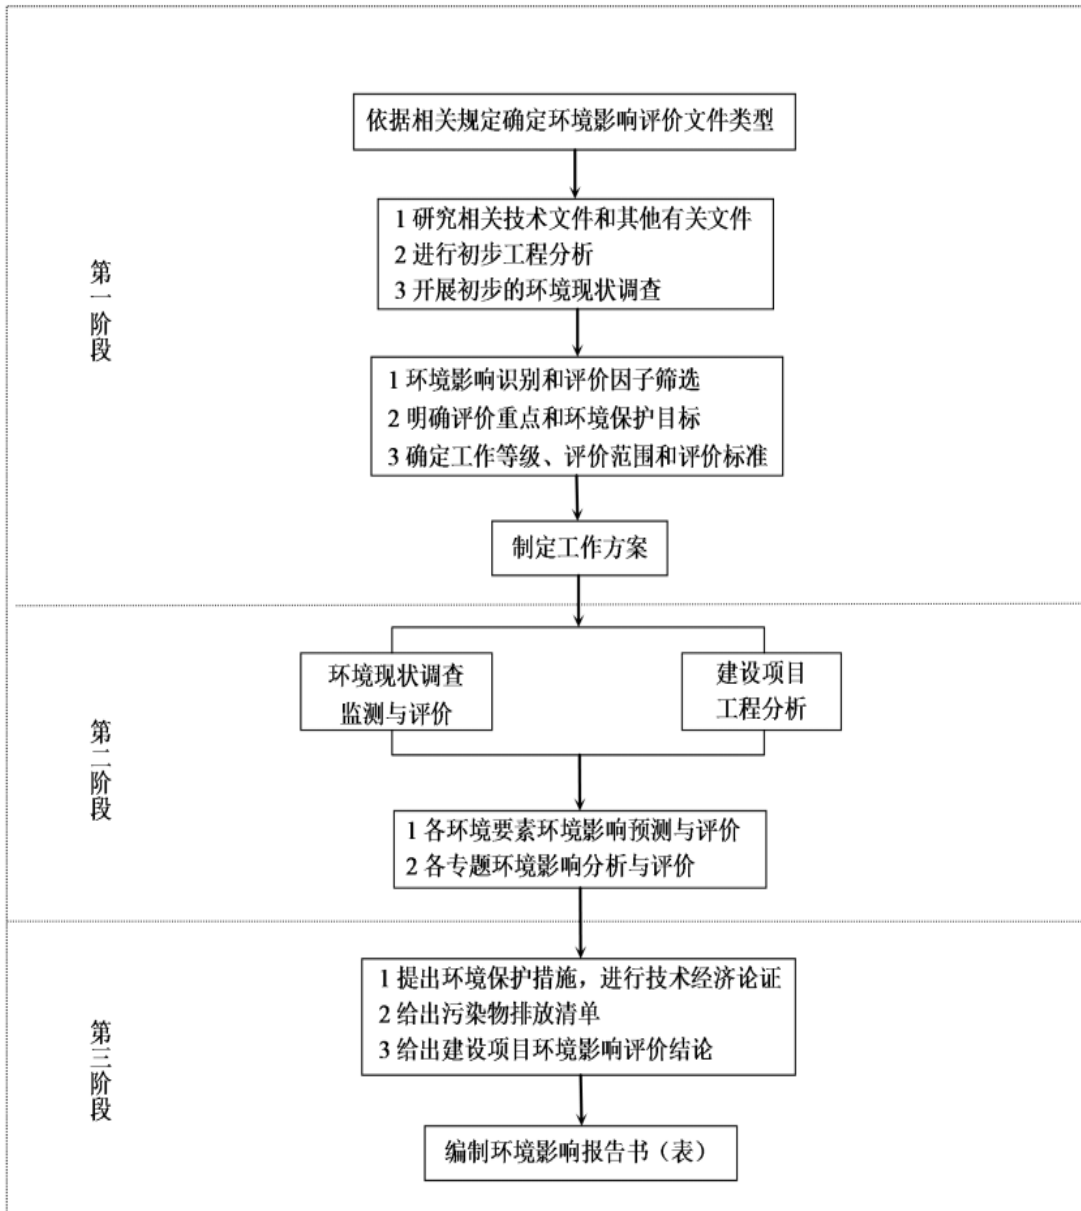 依据相关规定确定环境影响评价文件类型
1 研究相关技术文件和其他有关文件
2 进行初步工程分析
3 开展初步的环境现状调查
第一阶段
1 环境影响识别和评价因子筛选
2 明确评价重点和环境保护目标
3 确定工作等级、评价范围和评价标准
制定工作方案
环境现状调查
监测与评价
建设项目
工程分析
第二阶段
1 各环境要素环境影响预测与评价
2 各专题环境影响分析与评价
1 提出环境保护措施，进行技术经济论证
2 给出污染物排放清单
3 给出建设项目环境影响评价结论
第三阶段
编制环境影响报告书（表）